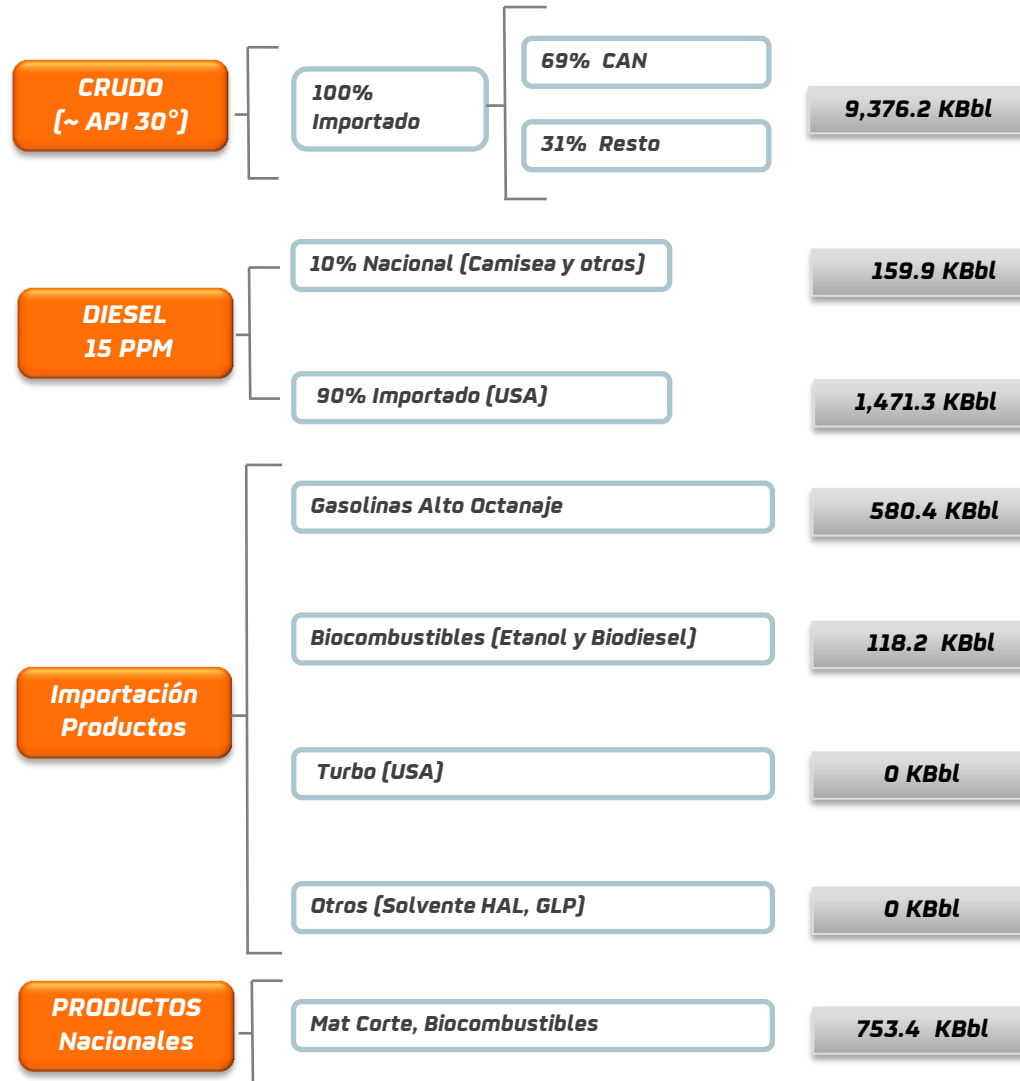 CRUDO
(~ API 30°)
100%
Importado
69% CAN
31% Resto
9,376.2 KBbl
DIESEL
15 PPM
10% Nacional (Camisea y otros)
159.9 KBbl
90% Importado (USA)
1,471.3 KBbl
Importación
Productos
Gasolinas Alto Octanaje
580.4 KBbl
Biocombustibles (Etanol y Biodiesel)
118.2 KBbl
Turbo (USA)
0 KBbl
Otros (Solvente HAL, GLP)
0 KBbl
PRODUCTOS
Nacionales
Mat Corte, Biocombustibles
753.4 KBbl